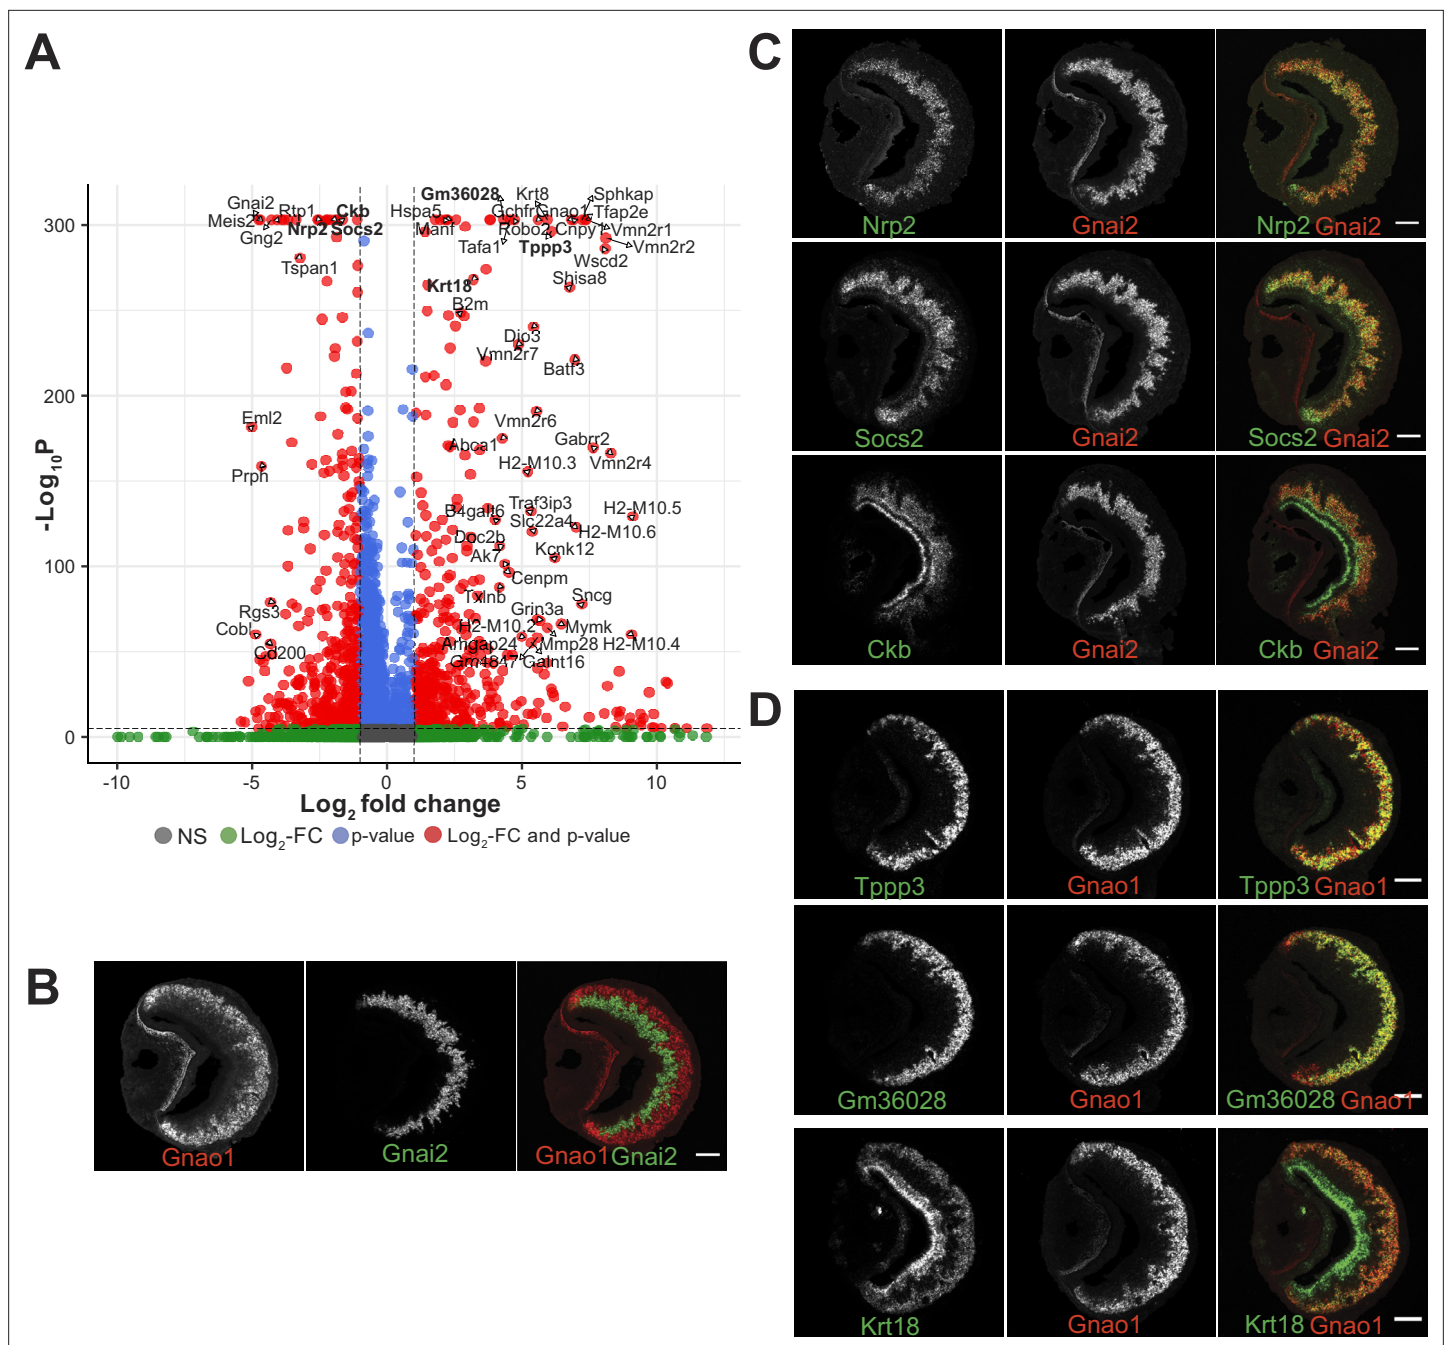 A
Gnai2
Rtp1
Ckb
Hspa5
Gm36028
Krt8
Sphkap
Meis2
Gng2
Nrp2
Socs2
Manf
Gchfr
Gnao1
Tfap2e
Robo2
Cnpy1
Vmn2r1
Tafa1
Tppp3
Vmn2r2
Wscd2
Tspan1
Krt18
Shisa8
B2m
Dio3
Vmn2r7
Batf3
Eml2
Vmn2r6
Abca1
Gabrr2
H2-M10.3
Vmn2r4
Prph
Traf3ip3
H2-M10.5
B4galt6
Slc22a4
H2-M10.6
Doc2b
Kcnk12
Ak7
Cenpm
Txlnb
Sncg
Rgs3
Grin3a
Cobl
H2-M10.2
Mymk
Cd200
Arhgap24
Mmp28
H2-M10.4
Gm4847
Galnt16
300
200
100
0
-Log10P
-10
-5
0
5
10
Log2 fold change
NS
Log2-FC
p-value
Log2-FC and p-value
B
Gnao1
Gnai2
Gnao1 Gnai2
C
Nrp2
Gnai2
Nrp2 Gnai2
Socs2
Gnai2
Socs2 Gnai2
Ckb
Gnai2
Ckb Gnai2
D
Tppp3
Gnao1
Tppp3 Gnao1
Gm36028
Gnao1
Gm36028 Gnao1
Krt18
Gnao1
Krt18 Gnao1